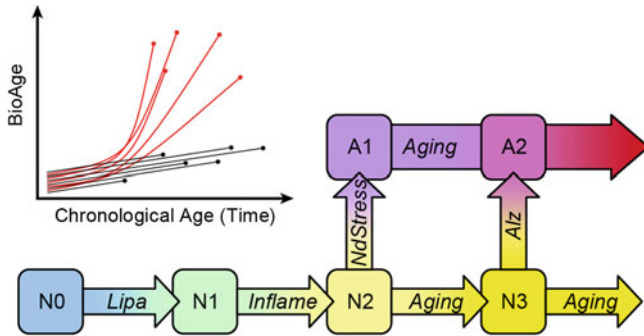 BioAge
Chronological Age (Time)
A1 Aging A2
NdStress
Alz
N0 Lipa N1 Inflame N2 Aging N3 Aging